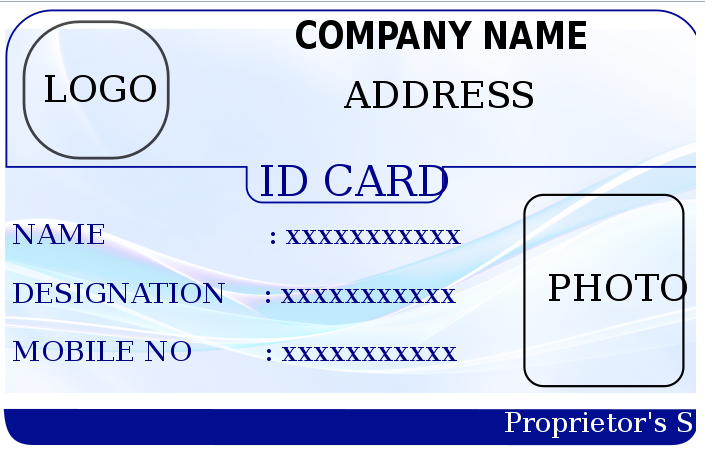 COMPANY NAME
LOGO
ADDRESS
ID CARD
NAME : xxxxxxxxxxx
DESIGNATION : xxxxxxxxxxx
PHOTO
MOBILE NO : xxxxxxxxxxx
Proprietor's S